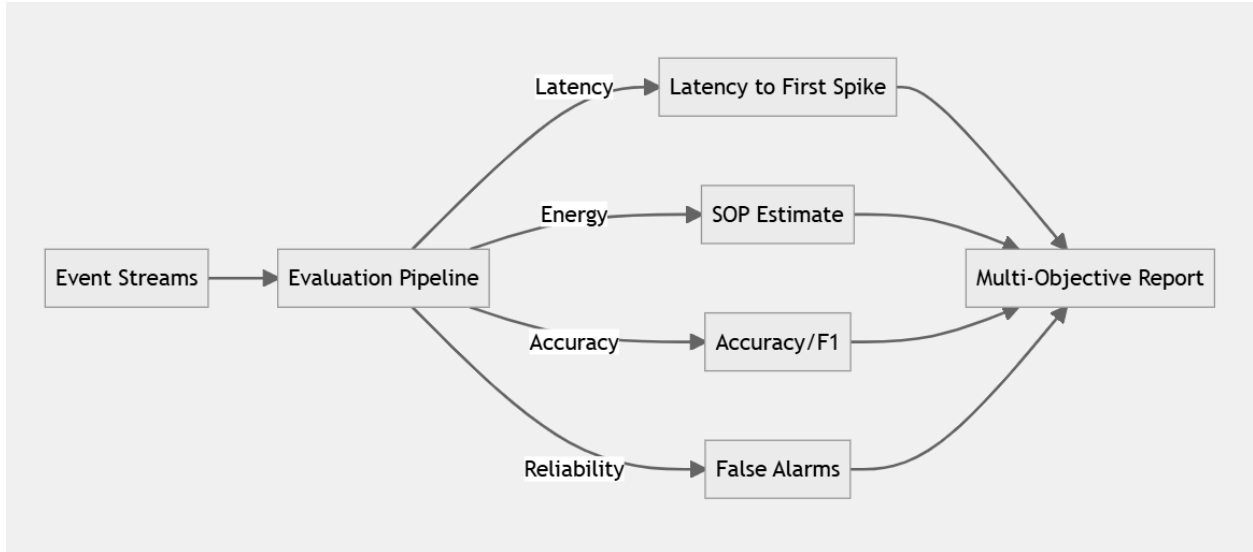 Event Streams
Evaluation Pipeline
Latency
Latency to First Spike
Energy
SOP Estimate
Accuracy
Accuracy/F1
Reliability
False Alarms
Multi-Objective Report